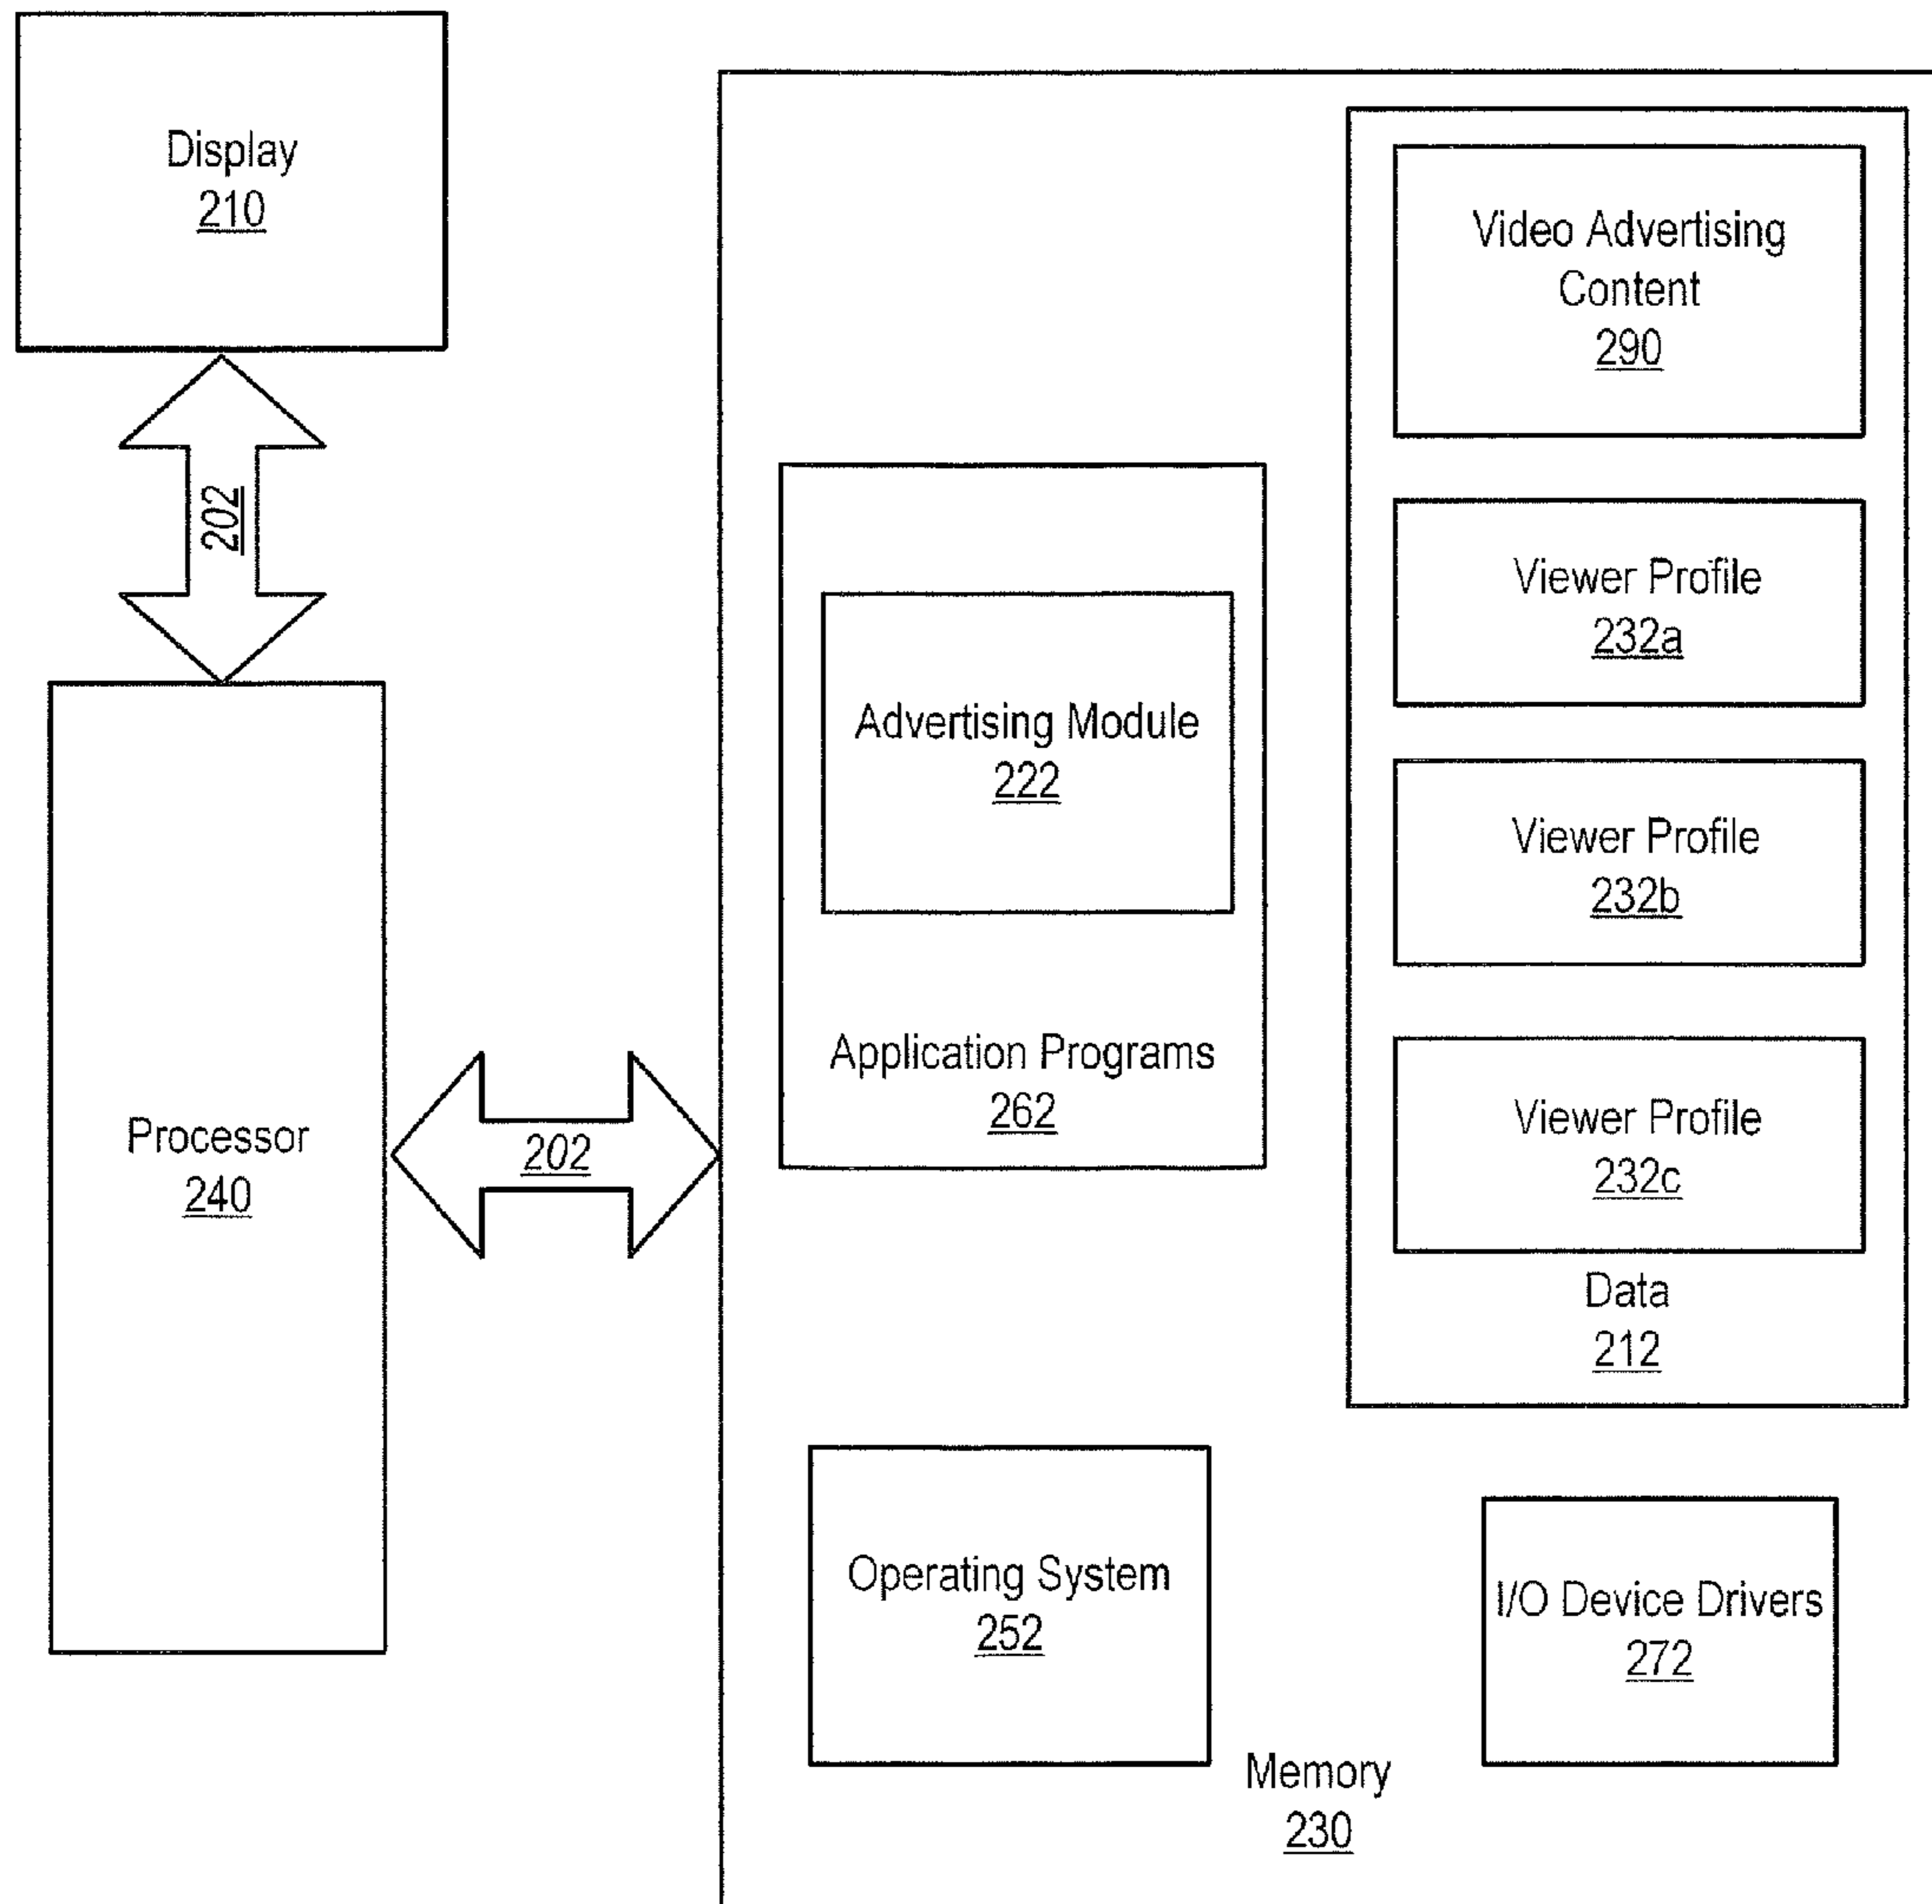 Display
210
202
Processor
240
202
Video Advertising
Content
290
Viewer Profile
232a
Viewer Profile
232b
Viewer Profile
232c
Data
212
Advertising Module
222
Application Programs
262
Operating System
252
I/O Device Drivers
272
Memory
230